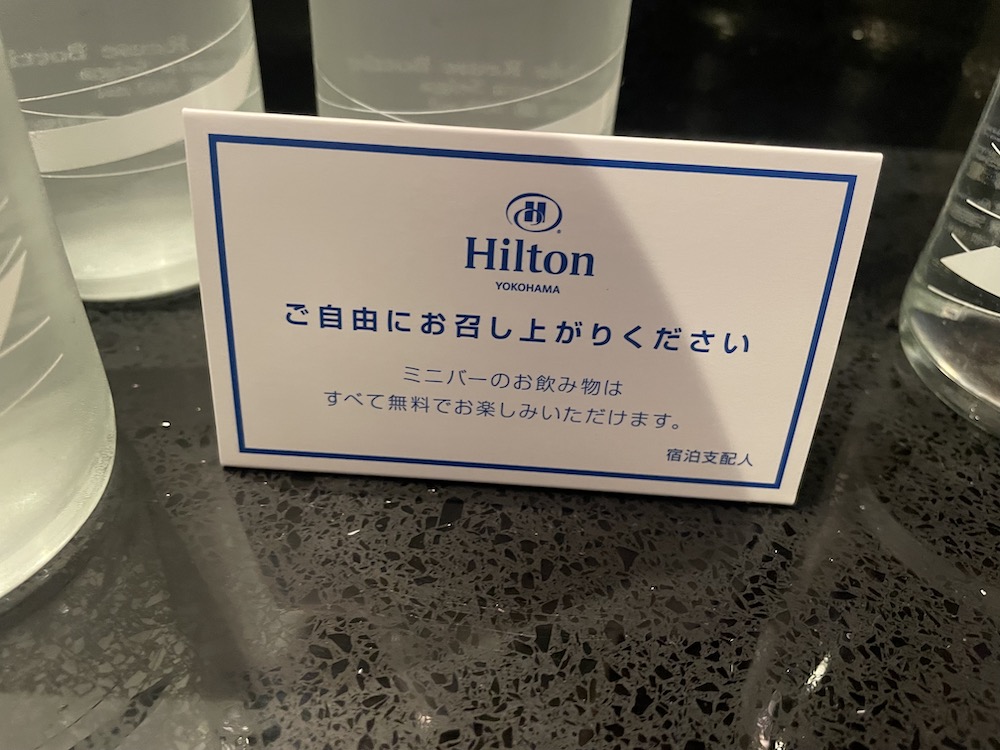 Hilton
YOKOHAMA
ご自由にお召し上がりください
ミニバーのお飲み物は
すべて無料でお楽しみいただけます。
宿泊支配人